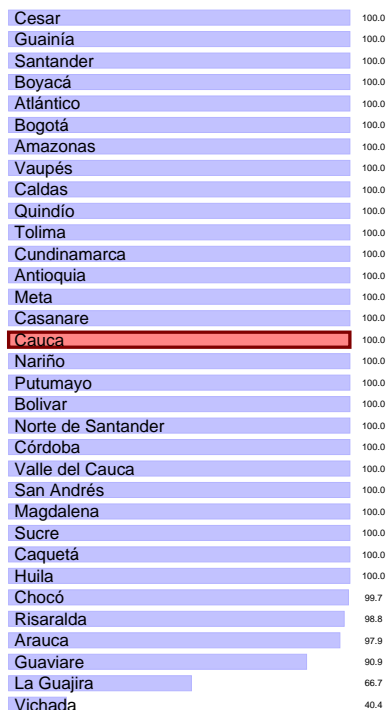 Cesar 100.0
Guainía 100.0
Santander 100.0
Boyacá 100.0
Atlántico 100.0
Bogotá 100.0
Amazonas 100.0
Vaupés 100.0
Caldas 100.0
Quindío 100.0
Tolima 100.0
Cundinamarca 100.0
Antioquia 100.0
Meta 100.0
Casanare 100.0
Cauca 100.0
Nariño 100.0
Putumayo 100.0
Bolivar 100.0
Norte de Santander 100.0
Córdoba 100.0
Valle del Cauca 100.0
San Andrés 100.0
Magdalena 100.0
Sucre 100.0
Caquetá 100.0
Huila 100.0
Chocó 99.7
Risaralda 98.8
Arauca 97.9
Guaviare 90.9
La Guajira 66.7
Vichada 40.4